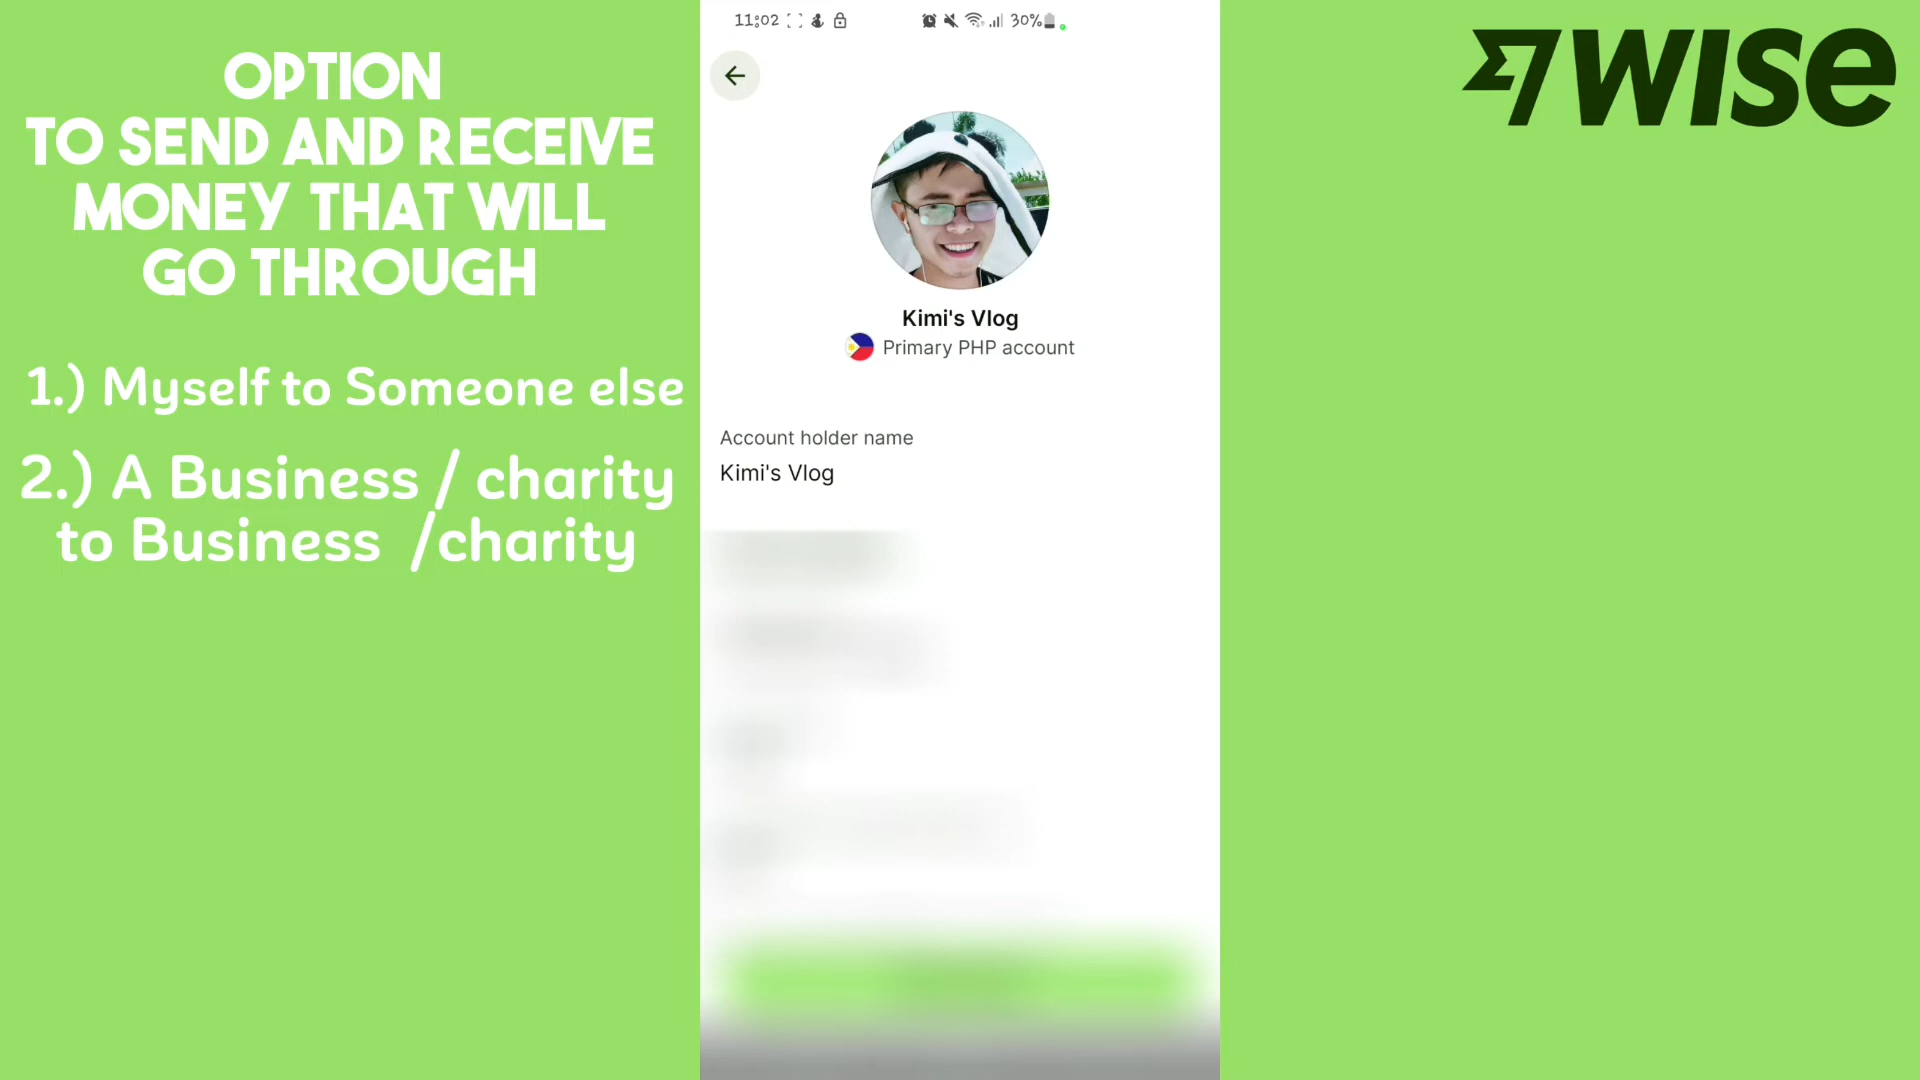 OPTION
TO SEND AND RECEIVE
MONEY THAT WILL
GO THROUGH
1.) Myself to Someone else
2.) A Business / charity
to Business /charity
11:02
30%
Kimi's Vlog
Primary PHP account
Account holder name
Kimi's Vlog
WISE